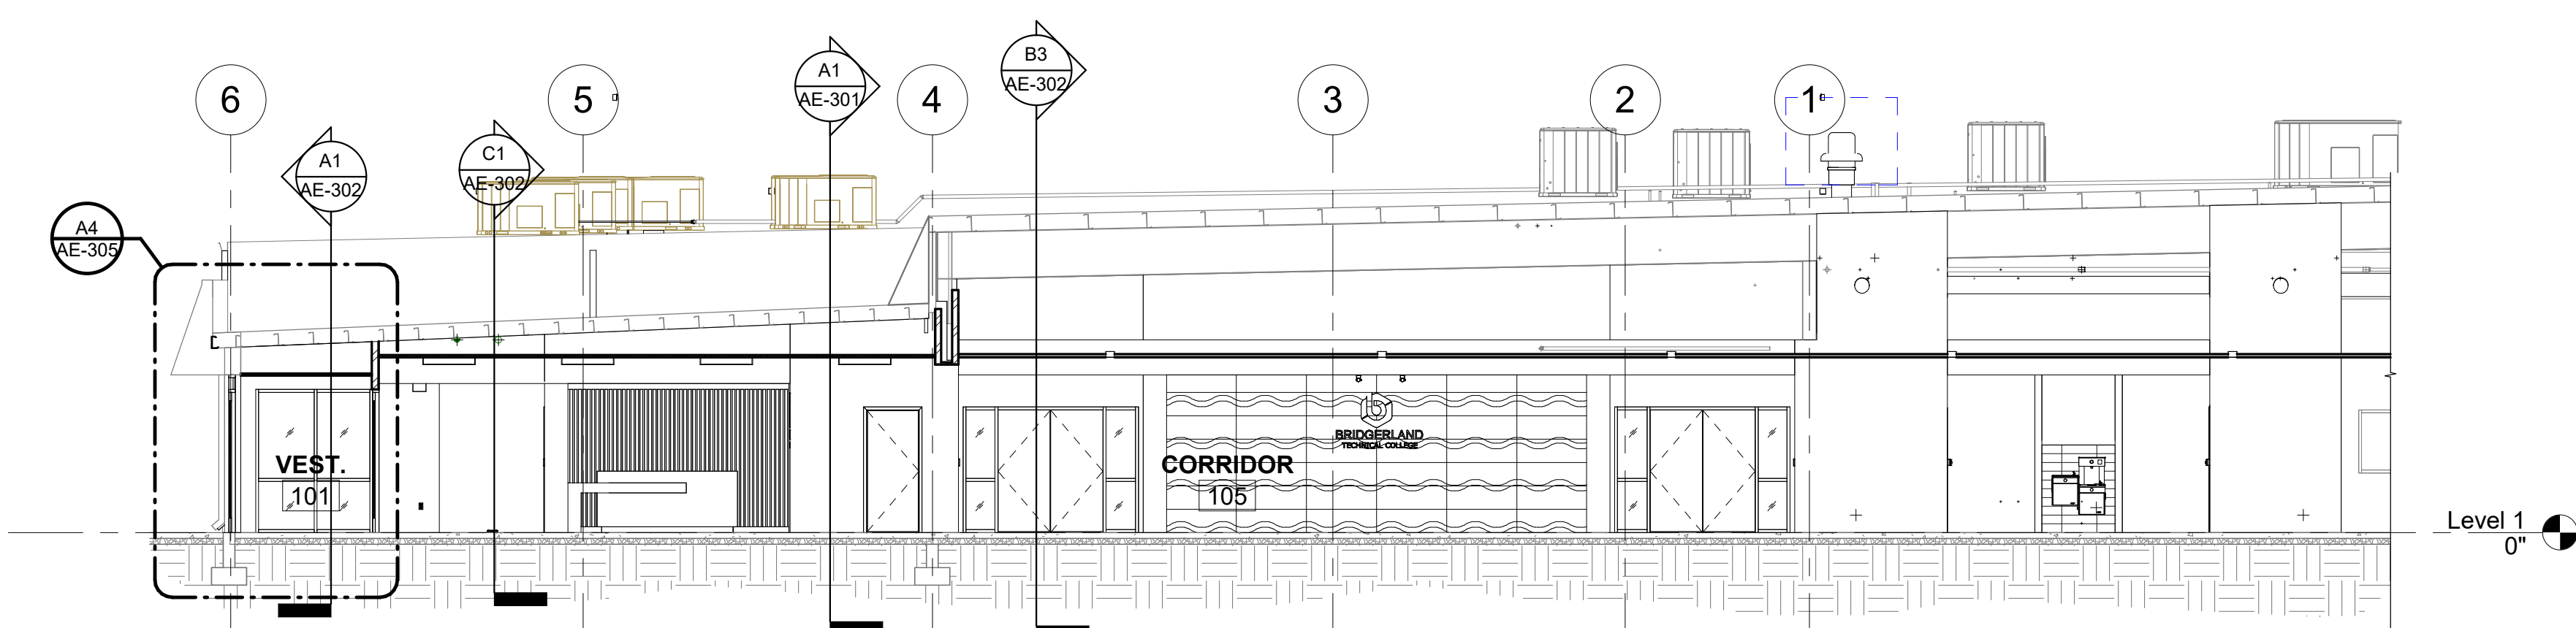 6
5
4
3
2
1
A1
AE-302
C1
AE-302
A1
AE-301
B3
AE-302
A4
AE-305
VEST.
101
CORRIDOR
105
BRIDGERLAND
TECHNICAL COLLEGE
Level 1
0"